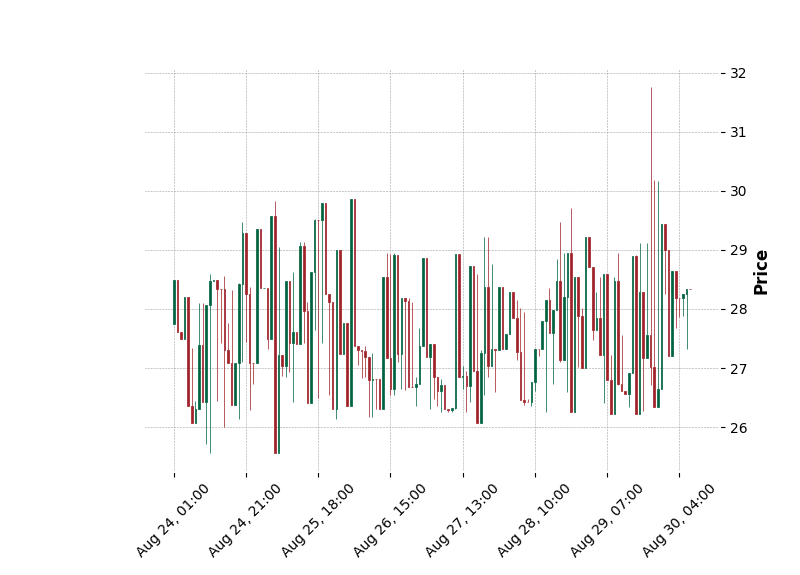 32
31
30
29
28
27
26
Price
Aug 24, 01:00
Aug 24, 21:00
Aug 25, 18:00
Aug 26, 15:00
Aug 27, 13:00
Aug 28, 10:00
Aug 29, 07:00
Aug 30, 04:00